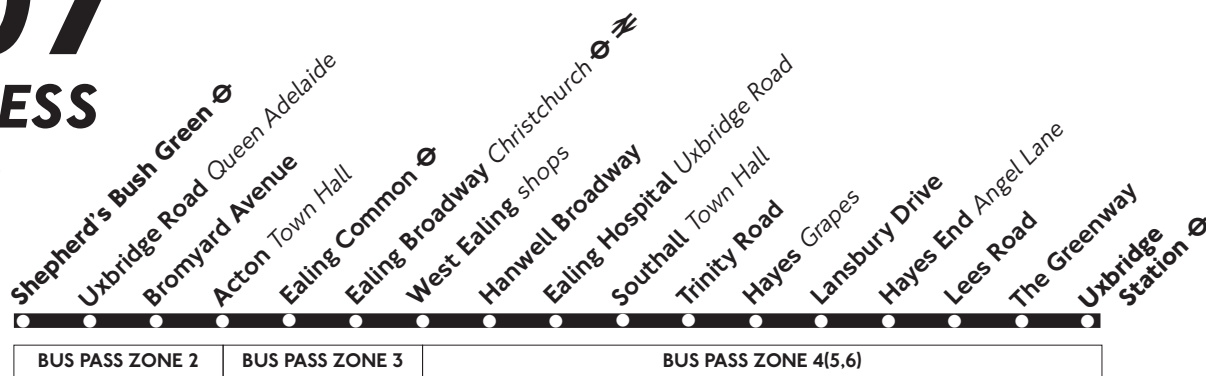 07
ESS
Shepherd's Bush Green
Uxbridge Road Queen Adelaide
Bromyard Avenue
Acton Town Hall
Ealing Common
Ealing Broadway Christchurch
West Ealing shops
Hanwell Broadway
Ealing Hospital Uxbridge Road
Southall Town Hall
Trinity Road
Hayes Grapes
Lansbury Drive
Hayes End Angel Lane
Lees Road
The Greenway
Uxbridge
Station
BUS PASS ZONE 2
BUS PASS ZONE 3
BUS PASS ZONE 4(5,6)